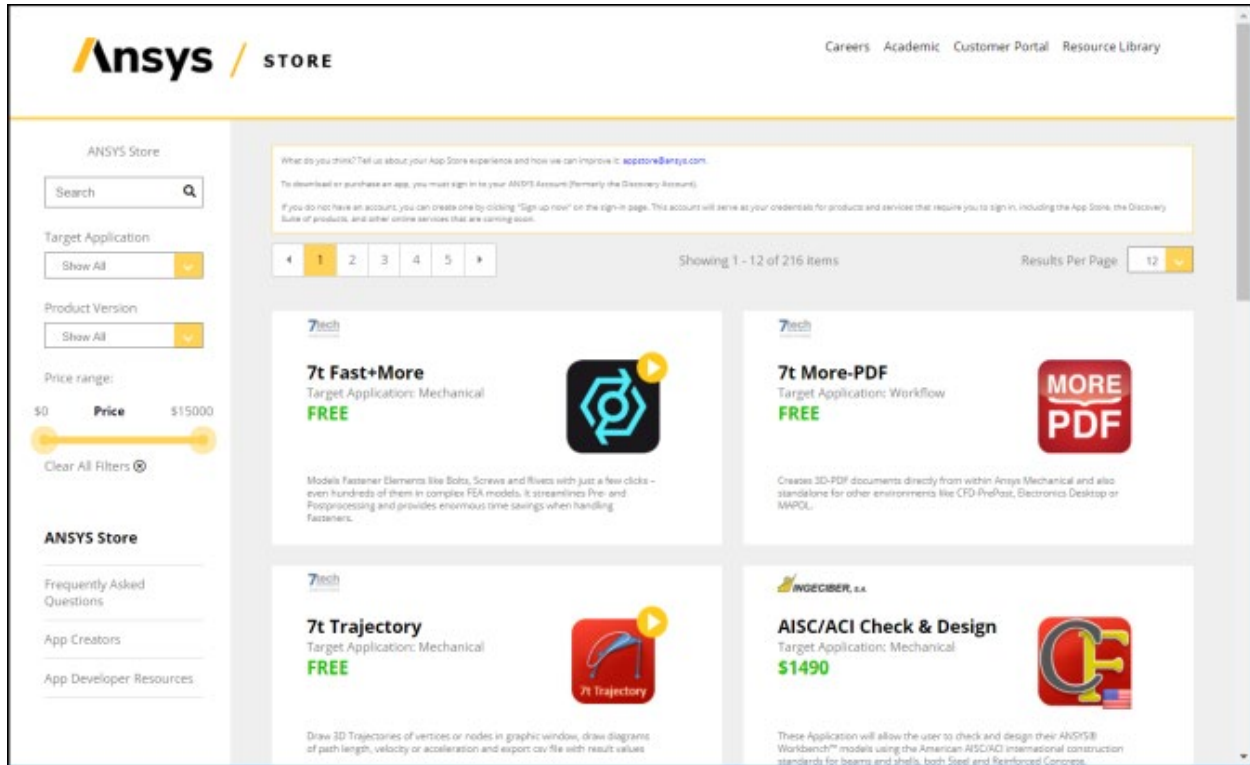 Ansys / STORE
Careers Academic Customer Portal Resource Library
ANSYS Store
Search
Target Application
Show All
Product Version
Show All
Price range:
$0 Price $15000
Clear All Filters
ANSYS Store
Frequently Asked
Questions
App Creators
App Developer Resources
What do you think? Tell us about your App Store experience and how we can improve it: appstore@ansys.com.
To download or purchase an app, you must sign in to your ANSYS Account (formerly the Discovery Account).
If you do not have an account, you can create one by clicking "Sign up now" on the sign-in page. This account will serve as your credentials for products and services that require you to sign in, including the App Store, the Discovery
Suite of products, and other online services that are coming soon.
1 2 3 4 5
Showing 1 - 12 of 216 items
Results Per Page 12
7tech
7t Fast+More
Target Application: Mechanical
FREE
Models Fastener Elements like Bolts, Screws and Rivets with just a few clicks –
even hundreds of them in complex FEA models. It streamlines Pre- and
Postprocessing and provides enormous time savings when handling
Fasteners.
7tech
7t More-PDF
Target Application: Workflow
FREE
MORE
PDF
Creates 3D-PDF documents directly from within Ansys Mechanical and also
standalone for other environments like CFD-PrePost, Electronics Desktop or
MAPDL.
7tech
7t Trajectory
Target Application: Mechanical
FREE
7t Trajectory
Draw 3D Trajectories of vertices or nodes in graphic window, draw diagrams
of path length, velocity or acceleration and export csv file with result values
INGECIBER, S.A.
AISC/ACI Check & Design
Target Application: Mechanical
$1490
CF
These Application will allow the user to check and design their ANSYS®
Workbench™ models using the American AISC/ACI international construction
standards for beams and shells, both Steel and Reinforced Concrete.